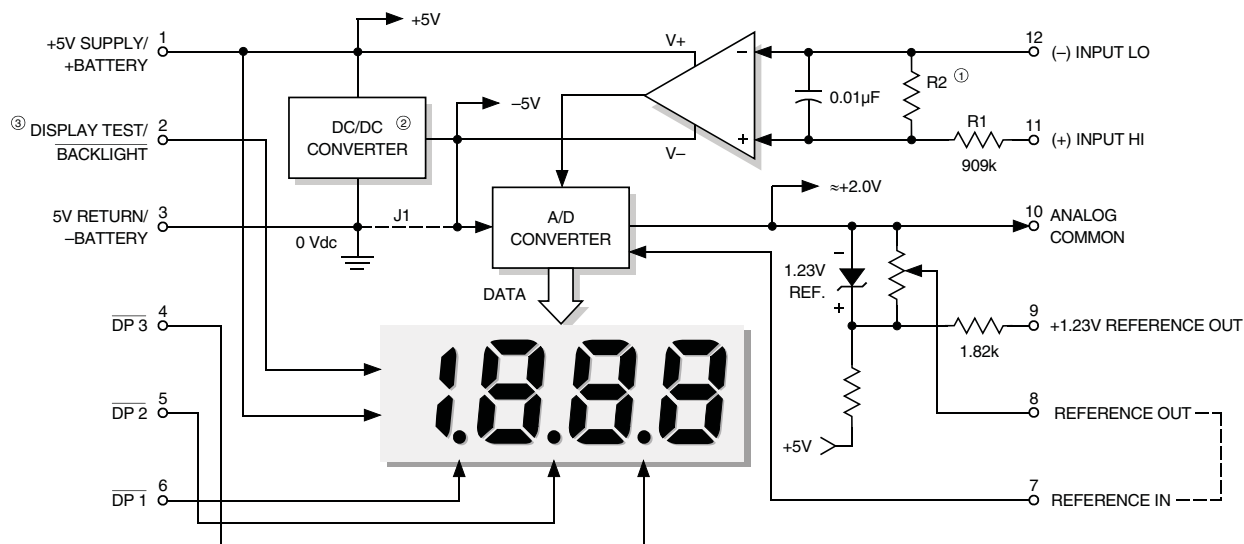 +5V
+5V SUPPLY/
+BATTERY
1
V+
–
12
(–) INPUT LO
R2 ①
0.01µF
–5V
③ DISPLAY TEST/
BACKLIGHT
2
DC/DC ②
CONVERTER
V–
+
R1
909k
11
(+) INPUT HI
≈+2.0V
5V RETURN/
–BATTERY
3
0 Vdc
J1
A/D
CONVERTER
10
ANALOG
COMMON
–
1.23V
REF.
+
DATA
DP 3
4
9
+1.23V REFERENCE OUT
1.82k
1.8.8.8
DP 2
5
8
REFERENCE OUT
+5V
DP 1
6
7
REFERENCE IN